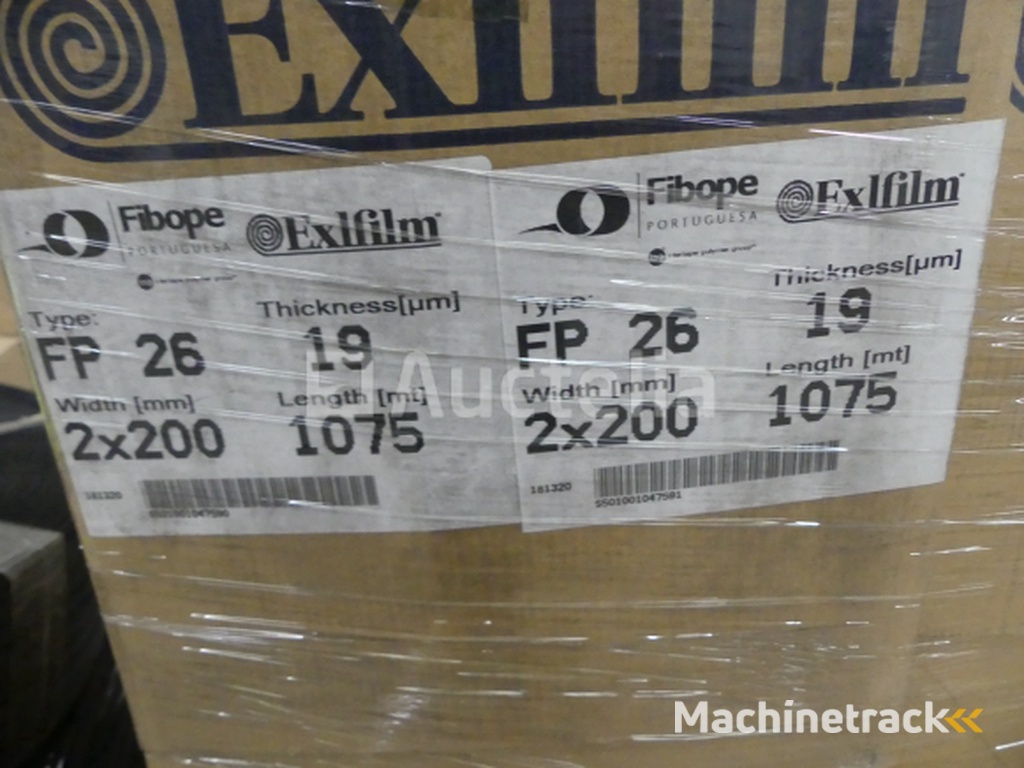 Exlfilm
Fibope
PORTUGUESA
Exlfilm
Type:
Thickness[µm]
FP 26
19
Width [mm]
Length [mt]
2x200
1075
161320
Fibope
PORTUGUESA
Exlfilm
Type:
Thickness[µm]
FP 26
19
Width [mm]
Length [mt]
2x200
1075
161320
5501001047581
Auctelia
Machinetrack